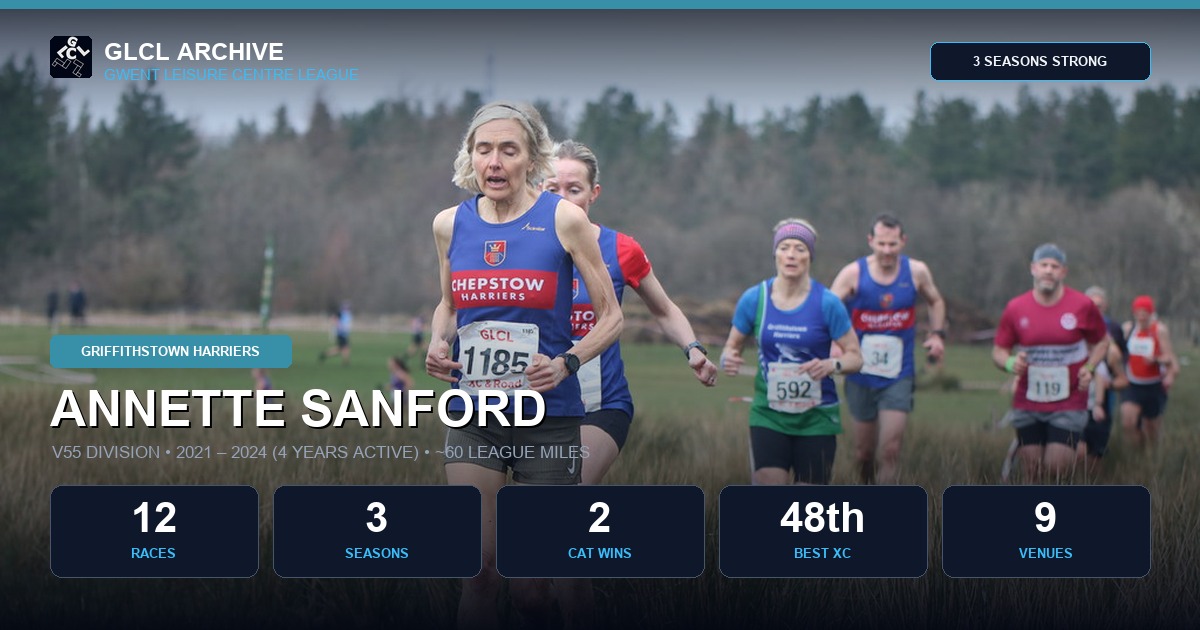 GLCL ARCHIVE
GWENT LEISURE CENTRE LEAGUE
3 SEASONS STRONG
CHEPSTOW
HARRIERS
GLCL
1185
XC & Road
Griffithstown
Harriers
592
34
119
GRIFFITHSTOWN HARRIERS
ANNETTE SANFORD
V55 DIVISION • 2021 – 2024 (4 YEARS ACTIVE) • ~60 LEAGUE MILES
12
RACES
3
SEASONS
2
CAT WINS
48th
BEST XC
9
VENUES